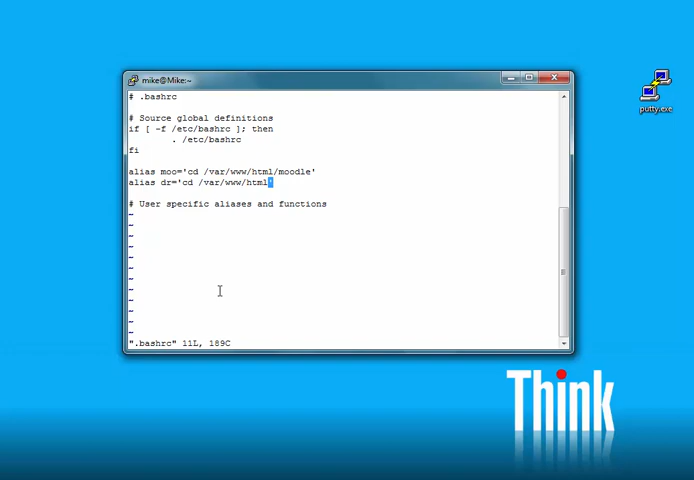 mike@Mike:~
# .bashrc
# Source global definitions
if [ -f /etc/bashrc ]; then
. /etc/bashrc
fi
alias moo='cd /var/www/html/moodle'
alias dr='cd /var/www/html'
# User specific aliases and functions
~
~
~
~
~
~
~
~
~
~
~
~
".bashrc" 11L, 189C
putty.exe
Think